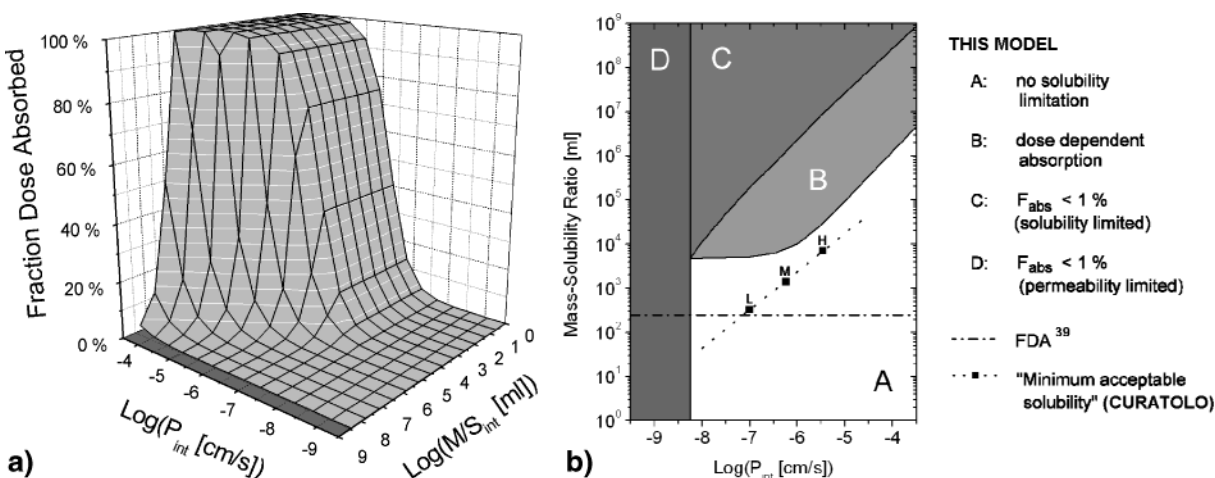 100 %
80 %
60 %
40 %
20 %
0 %
Fraction Dose Absorbed
-4
-5
-6
-7
-8
-9
Log(P_int [cm/s])
9
8
7
6
5
4
3
2
1
0
Log(M/S_int [ml])
a)
10^9
10^8
10^7
10^6
10^5
10^4
10^3
10^2
10^1
10^0
Mass-Solubility Ratio [ml]
D
C
B
A
L
M
H
-9
-8
-7
-6
-5
-4
Log(P_int [cm/s])
b)
THIS MODEL
A: no solubility
limitation
B: dose dependent
absorption
C: F_abs < 1 %
(solubility limited)
D: F_abs < 1 %
(permeability limited)
FDA ^39
"Minimum acceptable
solubility" (CURATOLO)